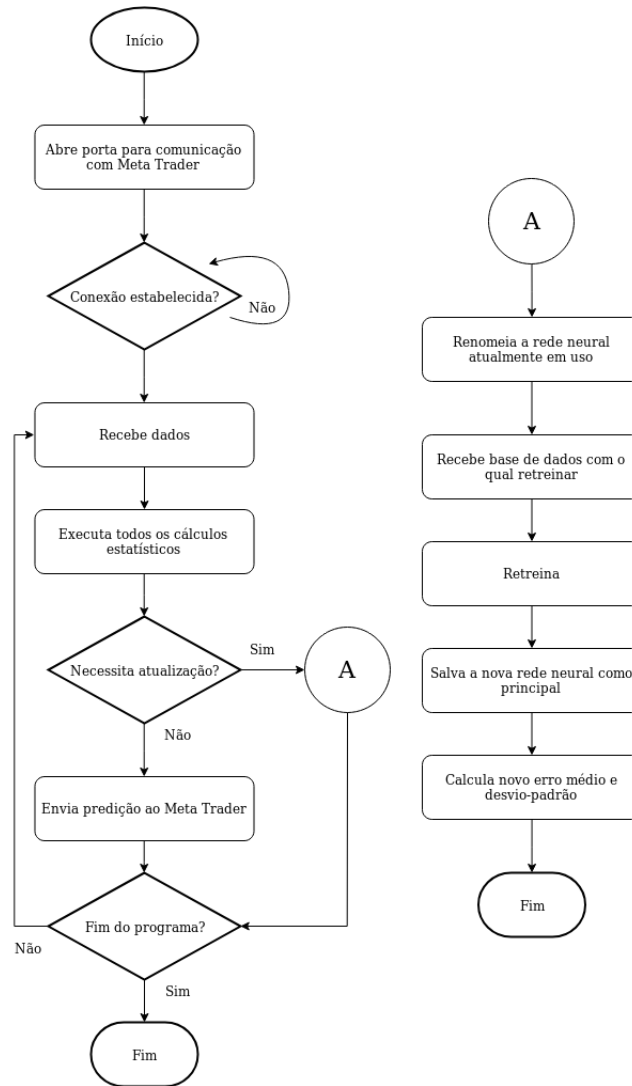 Início
Abre porta para comunicação
com Meta Trader
Conexão estabelecida?
Não
Recebe dados
Executa todos os cálculos
estatísticos
Necessita atualização?
Sim
A
Não
Envia predição ao Meta Trader
Fim do programa?
Não
Sim
Fim
A
Renomeia a rede neural
atualmente em uso
Recebe base de dados com o
qual retreinar
Retreina
Salva a nova rede neural como
principal
Calcula novo erro médio e
desvio-padrão
Fim